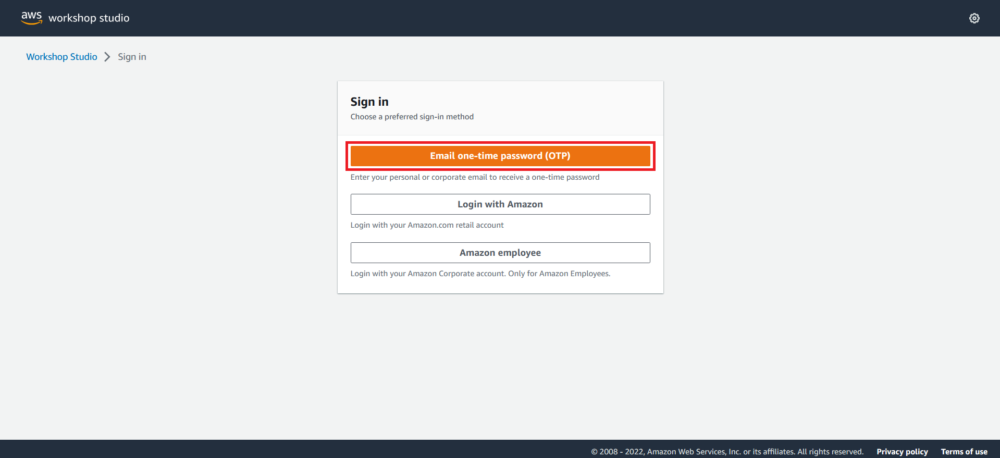 aws workshop studio
Workshop Studio > Sign in
Sign in
Choose a preferred sign-in method
Email one-time password (OTP)
Enter your personal or corporate email to receive a one-time password
Login with Amazon
Login with your Amazon.com retail account
Amazon employee
Login with your Amazon Corporate account. Only for Amazon Employees.
© 2008 - 2022, Amazon Web Services, Inc. or its affiliates. All rights reserved. Privacy policy Terms of use